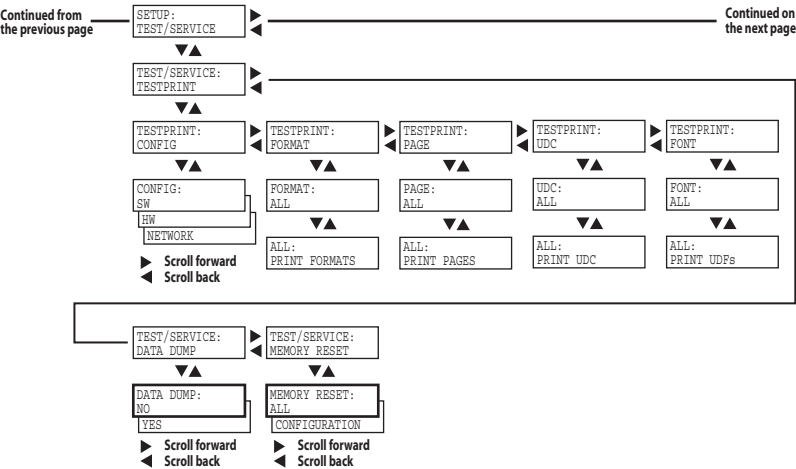 Continued from
the previous page
SETUP:
TEST/SERVICE
Continued on
the next page
TEST/SERVICE:
TESTPRINT
TESTPRINT:
CONFIG
TESTPRINT:
FORMAT
TESTPRINT:
PAGE
TESTPRINT:
UDC
TESTPRINT:
FONT
CONFIG:
SW
HW
NETWORK
FORMAT:
ALL
PAGE:
ALL
UDC:
ALL
FONT:
ALL
ALL:
PRINT FORMATS
ALL:
PRINT PAGES
ALL:
PRINT UDC
ALL:
PRINT UDFs
Scroll forward
Scroll back
TEST/SERVICE:
DATA DUMP
TEST/SERVICE:
MEMORY RESET
DATA DUMP:
NO
YES
MEMORY RESET:
ALL
CONFIGURATION
Scroll forward
Scroll back
Scroll forward
Scroll back